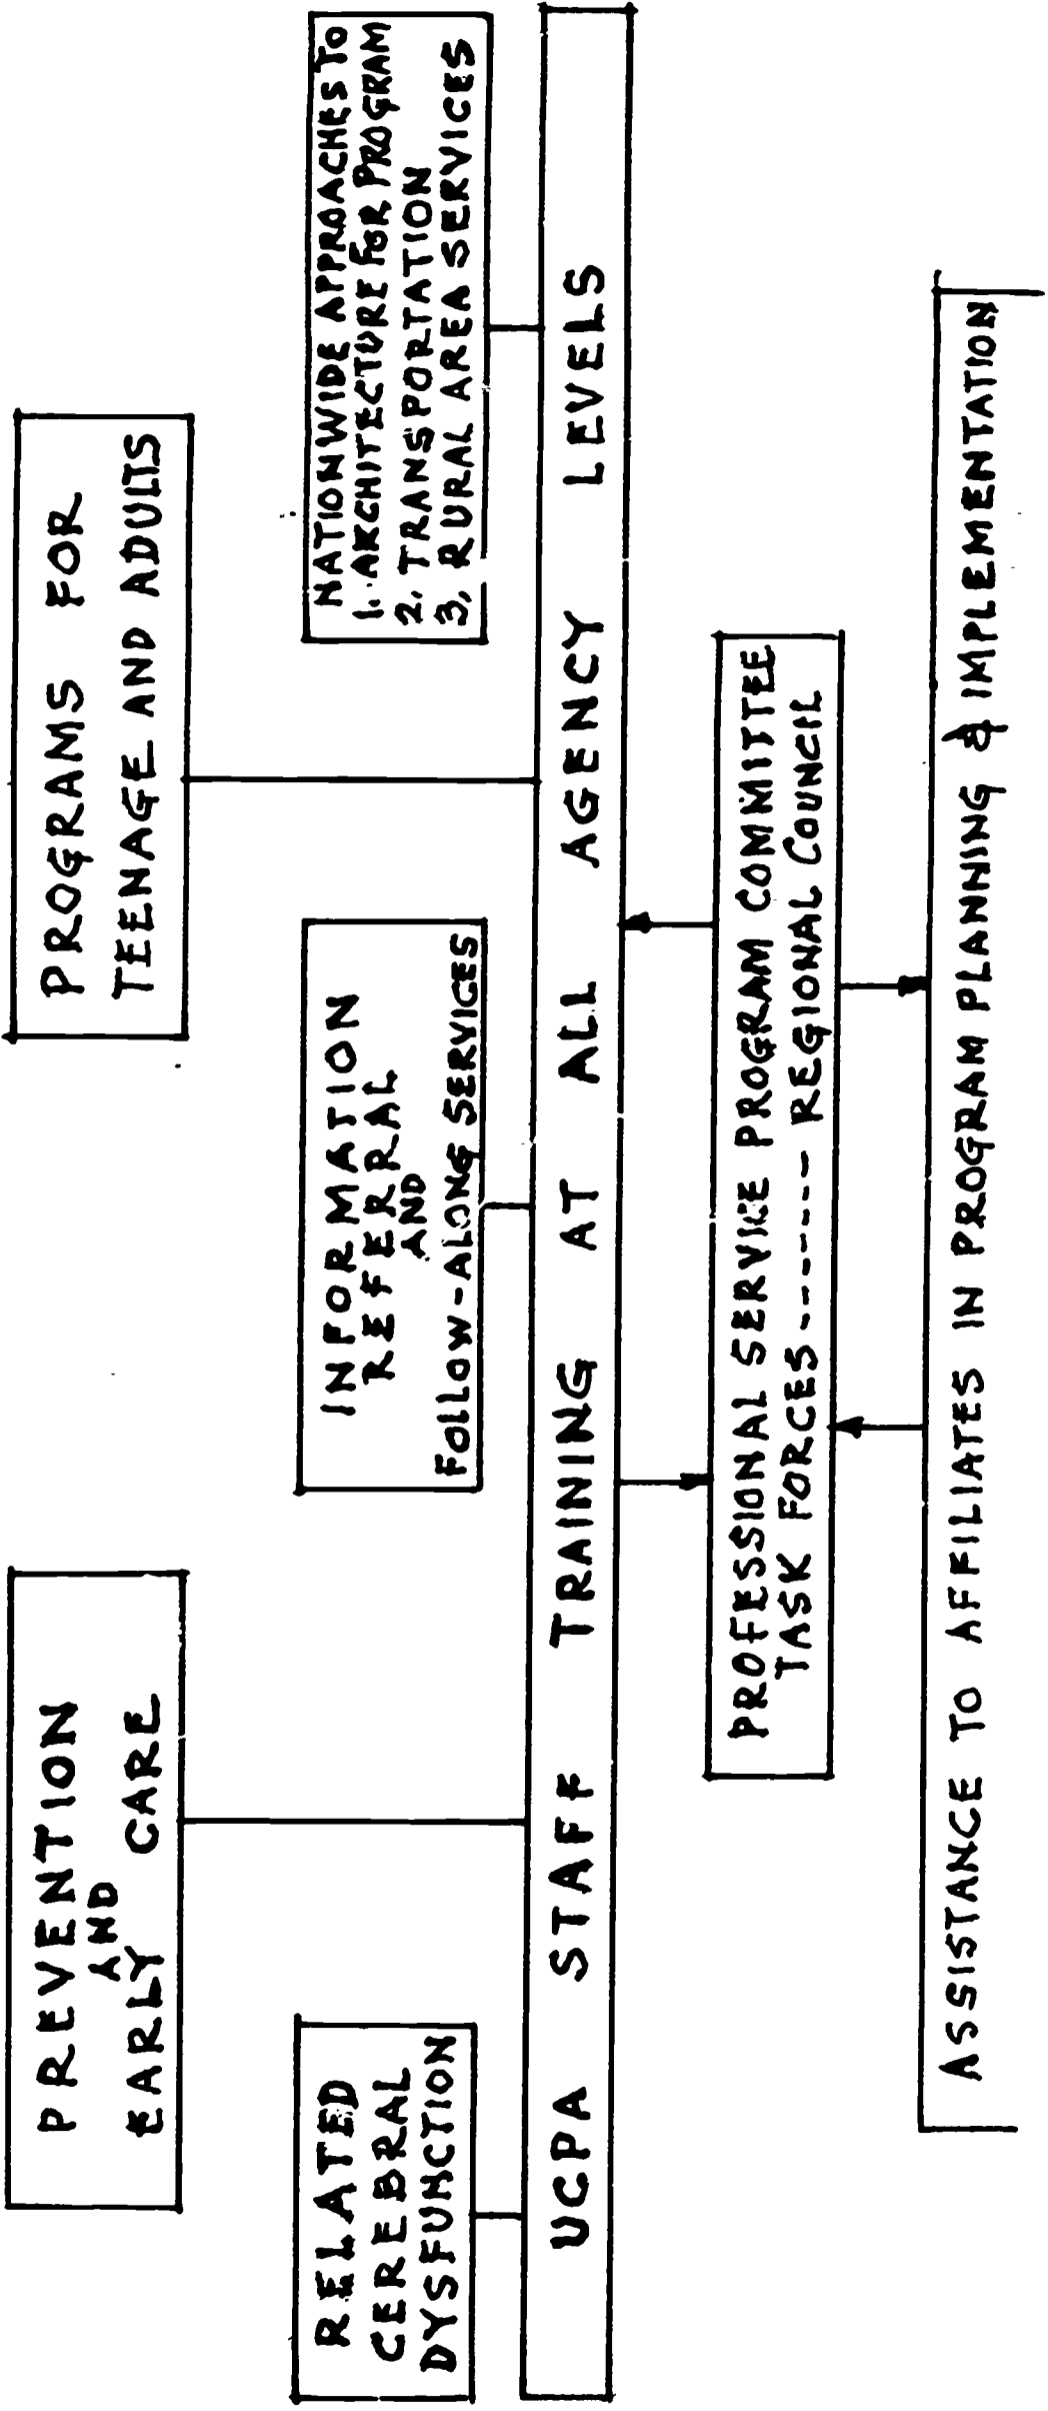 PREVENTION
AND
EARLY CARE
PROGRAMS FOR
TEENAGE AND ADULTS
RELATED
CEREBRAL
DYSFUNCTION
INFORMATION
REFERRAL
AND
FOLLOW-ALONG SERVICES
NATIONWIDE APPROACHES TO
1. ARCHITECTURE FOR PROGRAM
2. TRANSPORTATION
3. RURAL AREA SERVICES
UCPA STAFF TRAINING AT ALL AGENCY LEVELS
PROFESSIONAL SERVICE PROGRAM COMMITTEE
TASK FORCES ------- REGIONAL COUNCIL
ASSISTANCE TO AFFILIATES IN PROGRAM PLANNING & IMPLEMENTATION